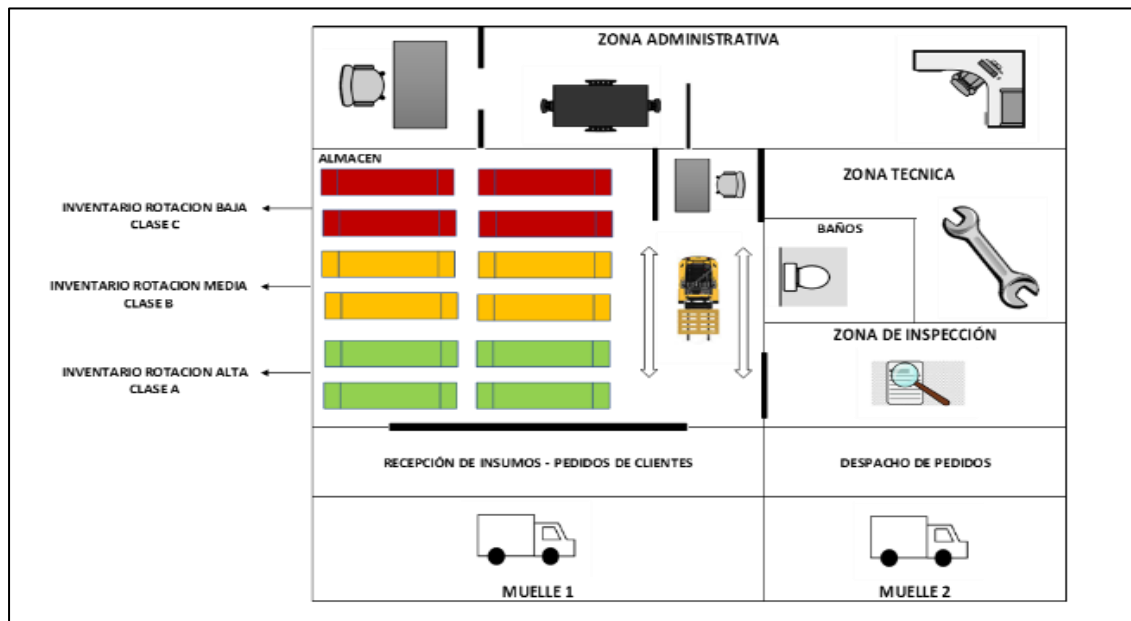 ZONA ADMINISTRATIVA
ALMACEN
ZONA TECNICA
INVENTARIO ROTACION BAJA
CLASE C
BAÑOS
INVENTARIO ROTACION MEDIA
CLASE B
ZONA DE INSPECCIÓN
INVENTARIO ROTACION ALTA
CLASE A
RECEPCIÓN DE INSUMOS - PEDIDOS DE CLIENTES
DESPACHO DE PEDIDOS
MUELLE 1
MUELLE 2